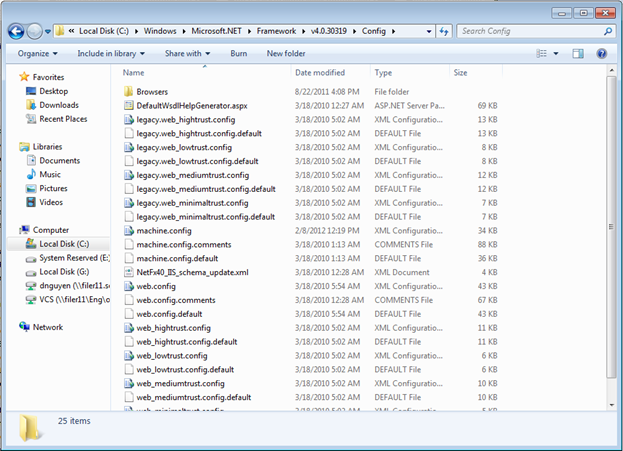 « Local Disk (C:) ▸ Windows ▸ Microsoft.NET ▸ Framework ▸ v4.0.30319 ▸ Config ▸
Search Config
Organize Include in library Share with Burn New folder
Favorites
Desktop
Downloads
Recent Places
Libraries
Documents
Music
Pictures
Videos
Computer
Local Disk (C:)
System Reserved (E:
Local Disk (G:)
dnguyen (\\filer11.s
VCS (\\filer11\Eng\o
Network
Name Date modified Type Size
Browsers 8/22/2011 4:08 PM File folder
DefaultWsdlHelpGenerator.aspx 3/18/2010 12:27 AM ASP.NET Server Pa... 69 KB
legacy.web_hightrust.config 3/18/2010 5:02 AM XML Configuratio... 13 KB
legacy.web_hightrust.config.default 3/18/2010 5:02 AM DEFAULT File 13 KB
legacy.web_lowtrust.config 3/18/2010 5:02 AM XML Configuratio... 8 KB
legacy.web_lowtrust.config.default 3/18/2010 5:02 AM DEFAULT File 8 KB
legacy.web_mediumtrust.config 3/18/2010 5:02 AM XML Configuratio... 12 KB
legacy.web_mediumtrust.config.default 3/18/2010 5:02 AM DEFAULT File 12 KB
legacy.web_minimaltrust.config 3/18/2010 5:02 AM XML Configuratio... 7 KB
legacy.web_minimaltrust.config.default 3/18/2010 5:02 AM DEFAULT File 7 KB
machine.config 2/8/2012 12:19 PM XML Configuratio... 34 KB
machine.config.comments 3/18/2010 1:13 AM COMMENTS File 88 KB
machine.config.default 3/18/2010 1:13 AM DEFAULT File 36 KB
NetFx40_IIS_schema_update.xml 3/18/2010 12:28 AM XML Document 4 KB
web.config 3/18/2010 5:54 AM XML Configuratio... 43 KB
web.config.comments 3/18/2010 12:28 AM COMMENTS File 67 KB
web.config.default 3/18/2010 5:54 AM DEFAULT File 43 KB
web_hightrust.config 3/18/2010 5:02 AM XML Configuratio... 11 KB
web_hightrust.config.default 3/18/2010 5:02 AM DEFAULT File 11 KB
web_lowtrust.config 3/18/2010 5:02 AM XML Configuratio... 6 KB
web_lowtrust.config.default 3/18/2010 5:02 AM DEFAULT File 6 KB
web_mediumtrust.config 3/18/2010 5:02 AM XML Configuratio... 10 KB
web_mediumtrust.config.default 3/18/2010 5:02 AM DEFAULT File 10 KB
web_minimaltrust.config 3/18/2010 5:02 AM XML Configuratio... 5 KB
25 items